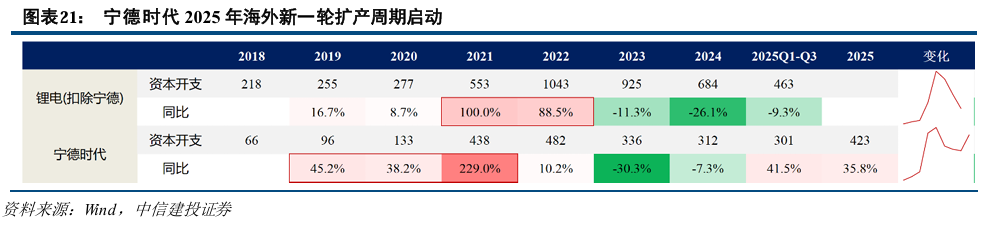 图表21： 宁德时代 2025 年海外新一轮扩产周期启动
2018 2019 2020 2021 2022 2023 2024 2025Q1-Q3 2025 变化
锂电(扣除宁德) 资本开支 218 255 277 553 1043 925 684 463
同比 16.7% 8.7% 100.0% 88.5% -11.3% -26.1% -9.3%
宁德时代 资本开支 66 96 133 438 482 336 312 301 423
同比 45.2% 38.2% 229.0% 10.2% -30.3% -7.3% 41.5% 35.8%
资料来源：Wind，中信建投证券